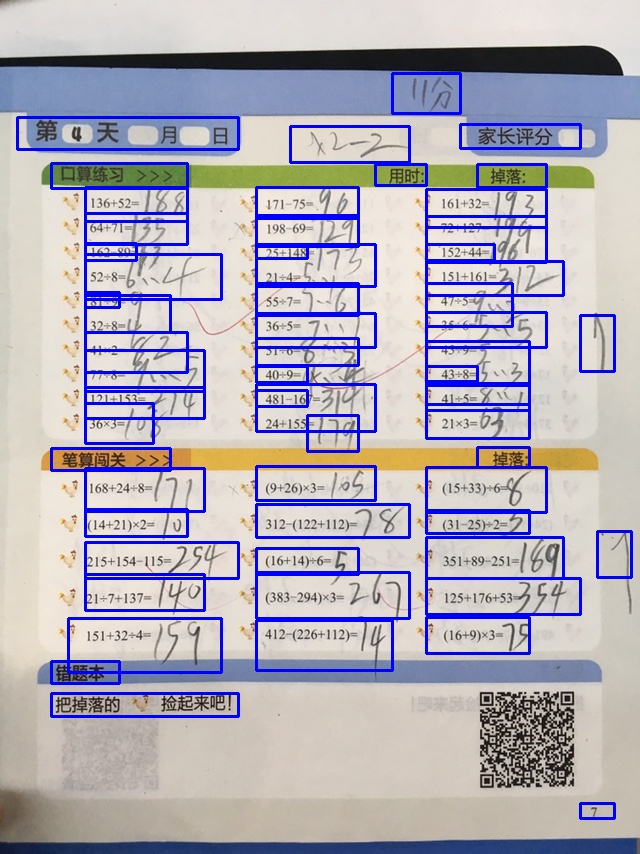 11分
第4天 月 日
×2-2
家长评分
口算练习 >>> 用时: 掉落:
136+52=188 171-75=96 161+32=193
64+71=135 198-69=129 72+127=199
162-89= 25+148=173 152+44=196
52÷8=6…4 21÷4=5… 151+161=312
81÷9=9 55÷7=7…6 47÷5=9…
32÷8=4 36÷5=7…1 35÷6=5…5
41×2=82 51÷6=8…3 45÷9=5
77÷8=9…5 40÷9= 43÷8=5…3
121+153=274 481-167=314 41÷5=8…1
36×3=108 24+155=179 21×3=63
笔算闯关 >>> 掉落:
168+24÷8=171 (9+26)×3=105 (15+33)÷6=8
(14+21)×2=70 312-(122+112)=78 (31-25)÷2=3
215+154-115=254 (16+14)÷6=5 351+89-251=189
21÷7+137=140 (383-294)×3=267 125+176+53=354
151+32÷4=159 412-(226+112)=14 (16+9)×3=75
错题本
把掉落的 捡起来吧!
7